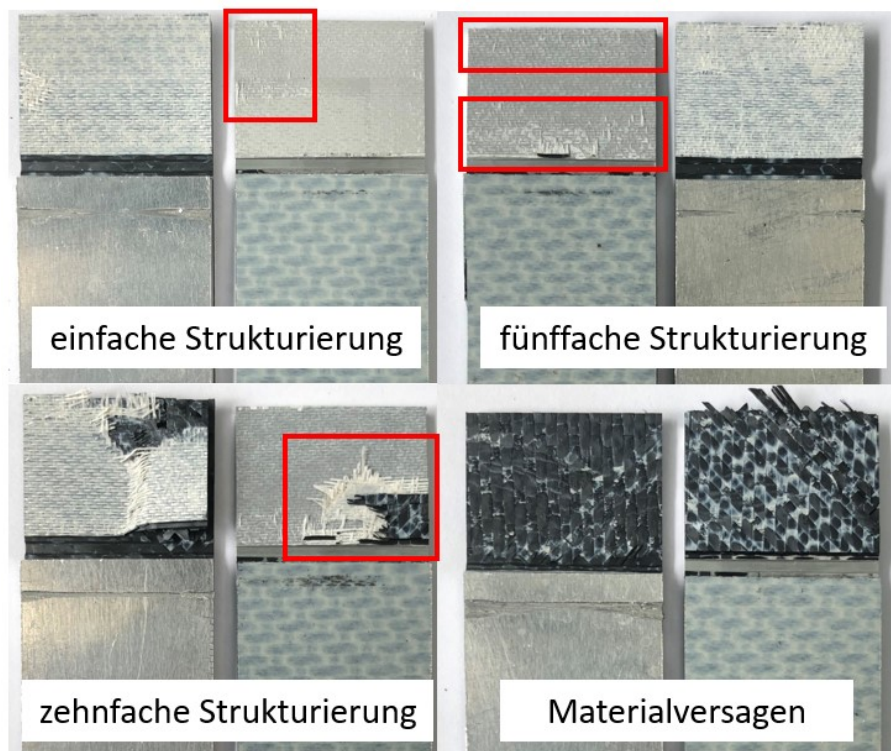 einfache Strukturierung
fünffache Strukturierung
zehnfache Strukturierung
Materialversagen